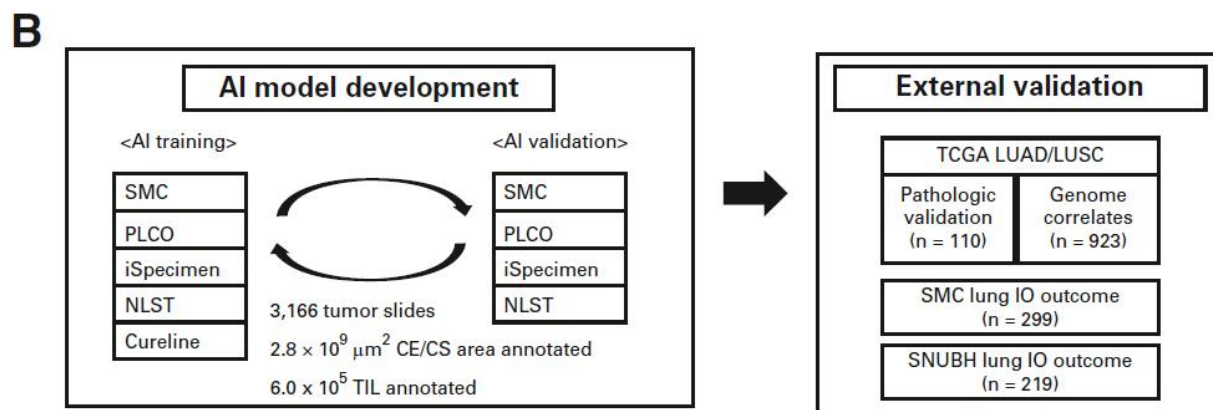 B
AI model development
<AI training>
SMC
PLCO
iSpecimen
NLST
Cureline
<AI validation>
SMC
PLCO
iSpecimen
NLST
3,166 tumor slides
2.8 × 10⁹ μm² CE/CS area annotated
6.0 x 10⁵ TIL annotated
External validation
TCGA LUAD/LUSC
Pathologic
validation
(n = 110)
Genome
correlates
(n = 923)
SMC lung IO outcome
(n = 299)
SNUBH lung IO outcome
(n = 219)